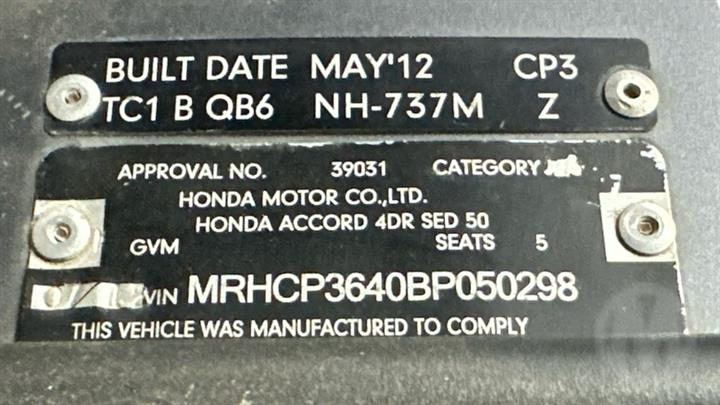 BUILT DATE MAY'12 CP3
TC1 B QB6 NH-737M Z
APPROVAL NO. 39031 CATEGORY
HONDA MOTOR CO.,LTD.
HONDA ACCORD 4DR SED 50
GVM SEATS 5
VIN MRHCP3640BP050298
THIS VEHICLE WAS MANUFACTURED TO COMPLY